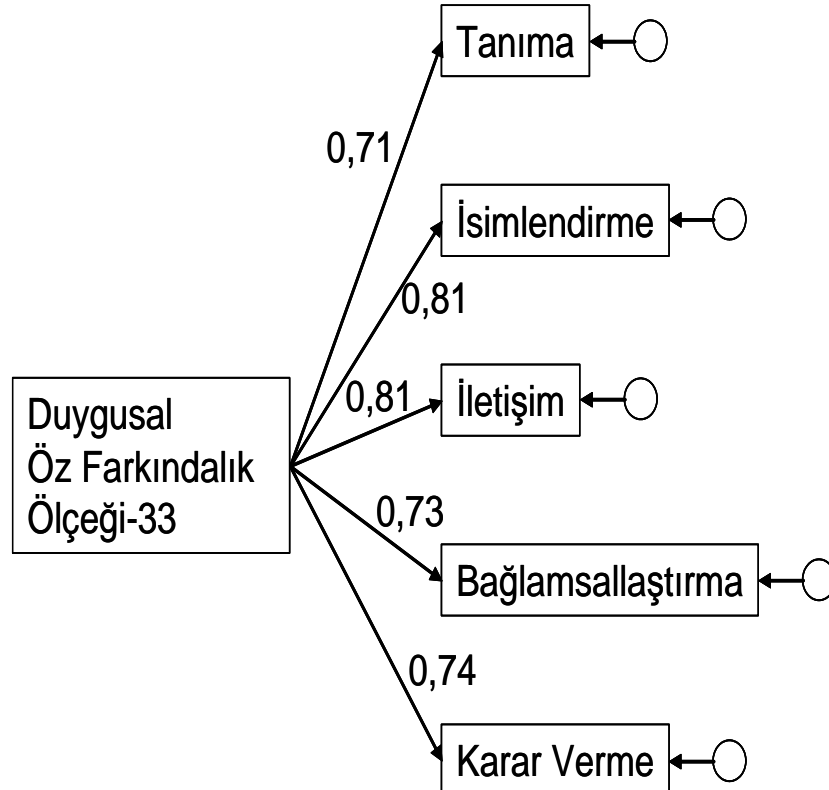 Tanıma
0,71
İsimlendirme
0,81
İletişim
0,81
Duygusal
Öz Farkındalık
Ölçeği-33
0,73
Bağlamsallaştırma
0,74
Karar Verme